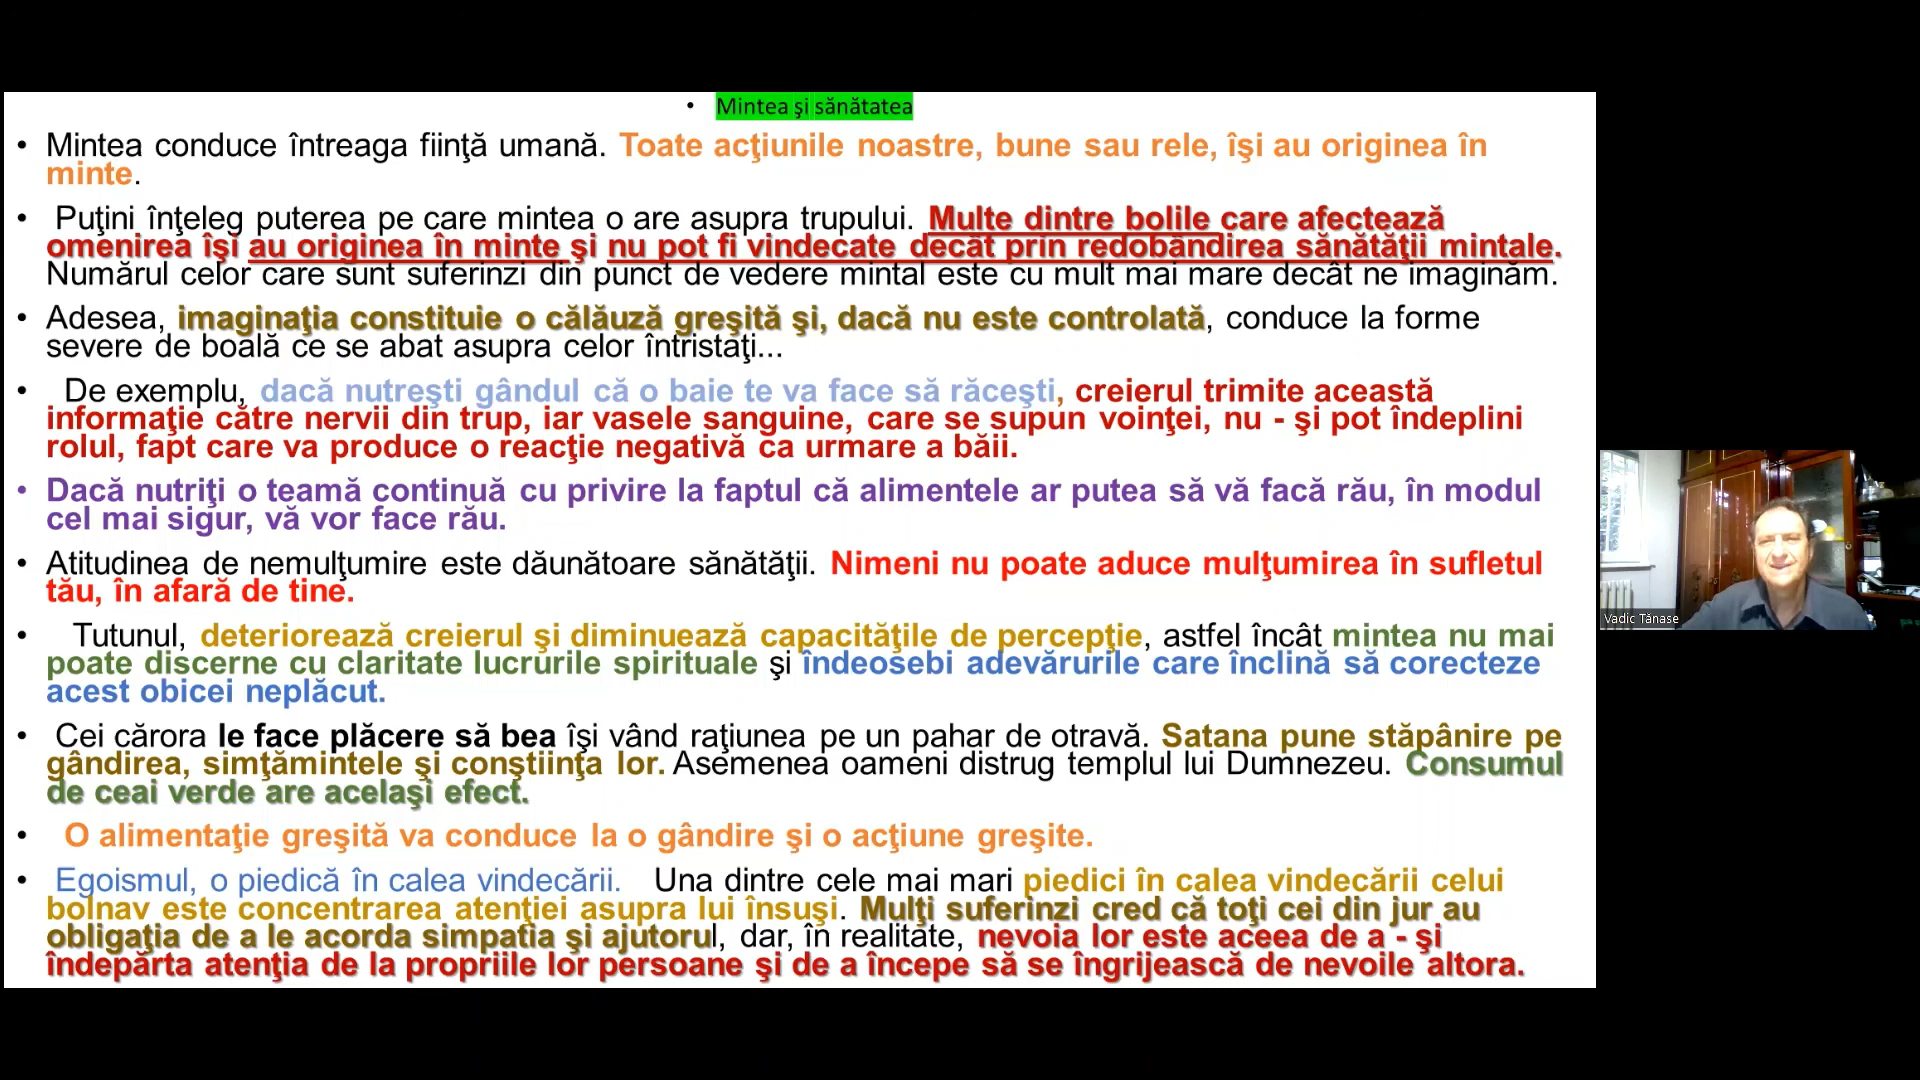 • Mintea şi sănătatea
• Mintea conduce întreaga fiinţă umană. Toate acţiunile noastre, bune sau rele, îşi au originea în
minte.
• Puţini înţeleg puterea pe care mintea o are asupra trupului. Multe dintre bolile care afectează
omenirea îşi au originea în minte şi nu pot fi vindecate decât prin redobândirea sănătăţii mintale.
Numărul celor care sunt suferinzi din punct de vedere mintal este cu mult mai mare decât ne imaginăm.
• Adesea, imaginaţia constituie o călăuză greşită şi, dacă nu este controlată, conduce la forme
severe de boală ce se abat asupra celor întristaţi...
• De exemplu, dacă nutreşti gândul că o baie te va face să răceşti, creierul trimite această
informaţie către nervii din trup, iar vasele sanguine, care se supun voinţei, nu - şi pot îndeplini
rolul, fapt care va produce o reacţie negativă ca urmare a băii.
• Dacă nutriţi o teamă continuă cu privire la faptul că alimentele ar putea să vă facă rău, în modul
cel mai sigur, vă vor face rău.
• Atitudinea de nemulţumire este dăunătoare sănătăţii. Nimeni nu poate aduce mulţumirea în sufletul
tău, în afară de tine.
• Tutunul, deteriorează creierul şi diminuează capacităţile de percepţie, astfel încât mintea nu mai
poate discerne cu claritate lucrurile spirituale şi îndeosebi adevărurile care înclină să corecteze
acest obicei neplăcut.
• Cei cărora le face plăcere să bea îşi vând raţiunea pe un pahar de otravă. Satana pune stăpânire pe
gândirea, simţămintele şi conştiinţa lor. Asemenea oameni distrug templul lui Dumnezeu. Consumul
de ceai verde are acelaşi efect.
• O alimentaţie greşită va conduce la o gândire şi o acţiune greşite.
• Egoismul, o piedică în calea vindecării. Una dintre cele mai mari piedici în calea vindecării celui
bolnav este concentrarea atenţiei asupra lui însuşi. Mulţi suferinzi cred că toţi cei din jur au
obligaţia de a le acorda simpatia şi ajutorul, dar, în realitate, nevoia lor este aceea de a - şi
îndepărta atenţia de la propriile lor persoane şi de a începe să se îngrijească de nevoile altora.
Vadic Tănase